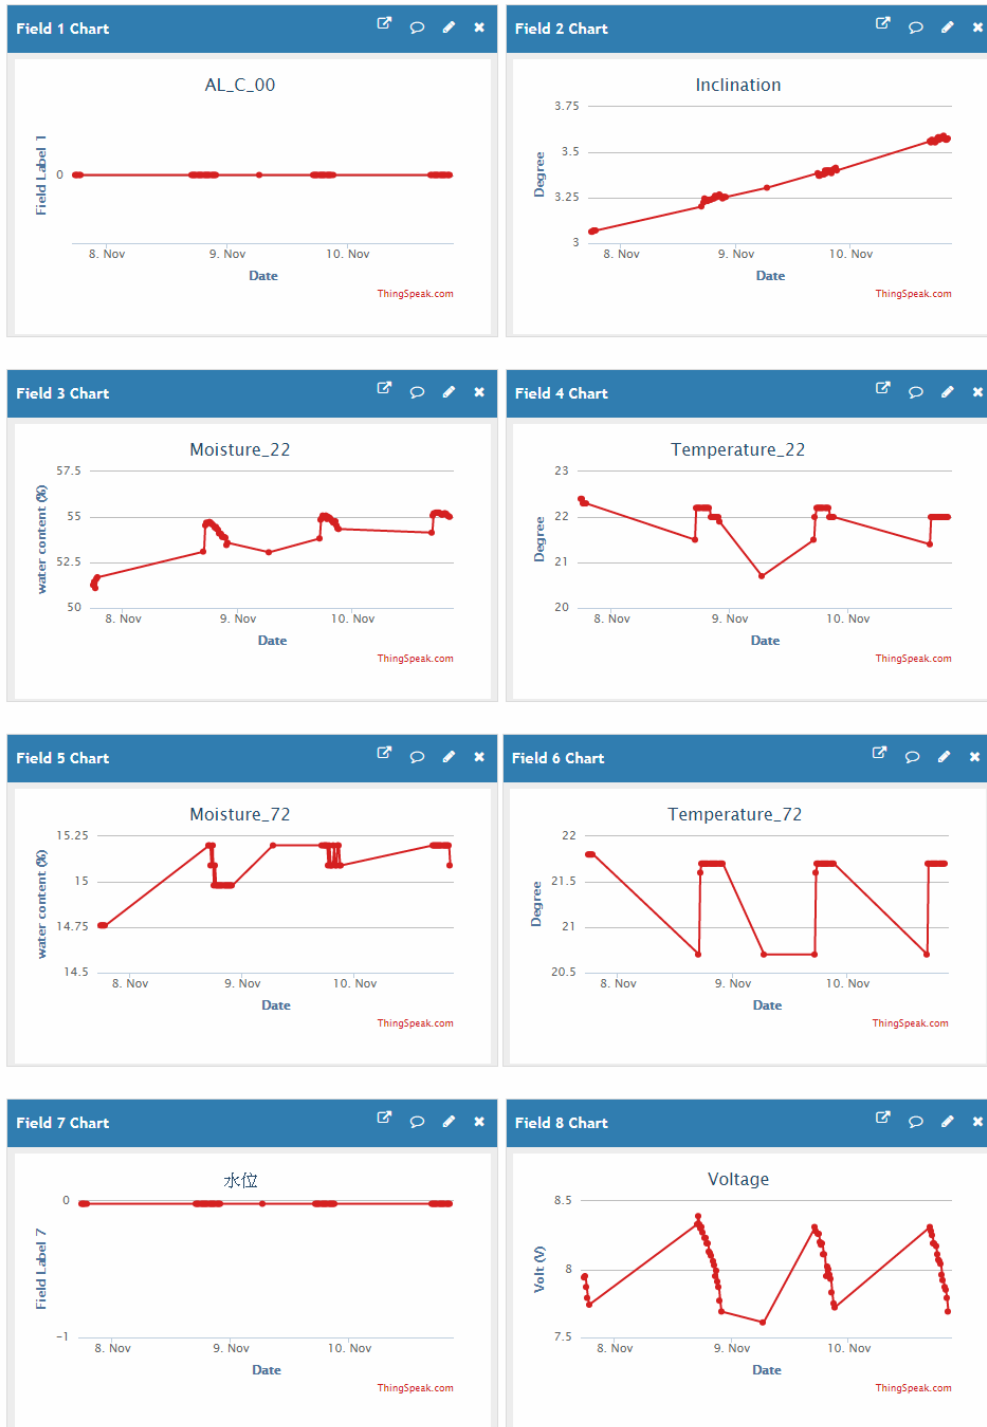 Field 1 Chart
AL_C_00
Field Label 1
0
8. Nov 9. Nov 10. Nov
Date
ThingSpeak.com
Field 2 Chart
Inclination
Degree
3.75
3.5
3.25
3
8. Nov 9. Nov 10. Nov
Date
ThingSpeak.com
Field 3 Chart
Moisture_22
water content (%)
57.5
55
52.5
50
8. Nov 9. Nov 10. Nov
Date
ThingSpeak.com
Field 4 Chart
Temperature_22
Degree
23
22
21
20
8. Nov 9. Nov 10. Nov
Date
ThingSpeak.com
Field 5 Chart
Moisture_72
water content (%)
15.25
15
14.75
14.5
8. Nov 9. Nov 10. Nov
Date
ThingSpeak.com
Field 6 Chart
Temperature_72
Degree
22
21.5
21
20.5
8. Nov 9. Nov 10. Nov
Date
ThingSpeak.com
Field 7 Chart
水位
Field Label 7
0
-1
8. Nov 9. Nov 10. Nov
Date
ThingSpeak.com
Field 8 Chart
Voltage
Volt (V)
8.5
8
7.5
8. Nov 9. Nov 10. Nov
Date
ThingSpeak.com